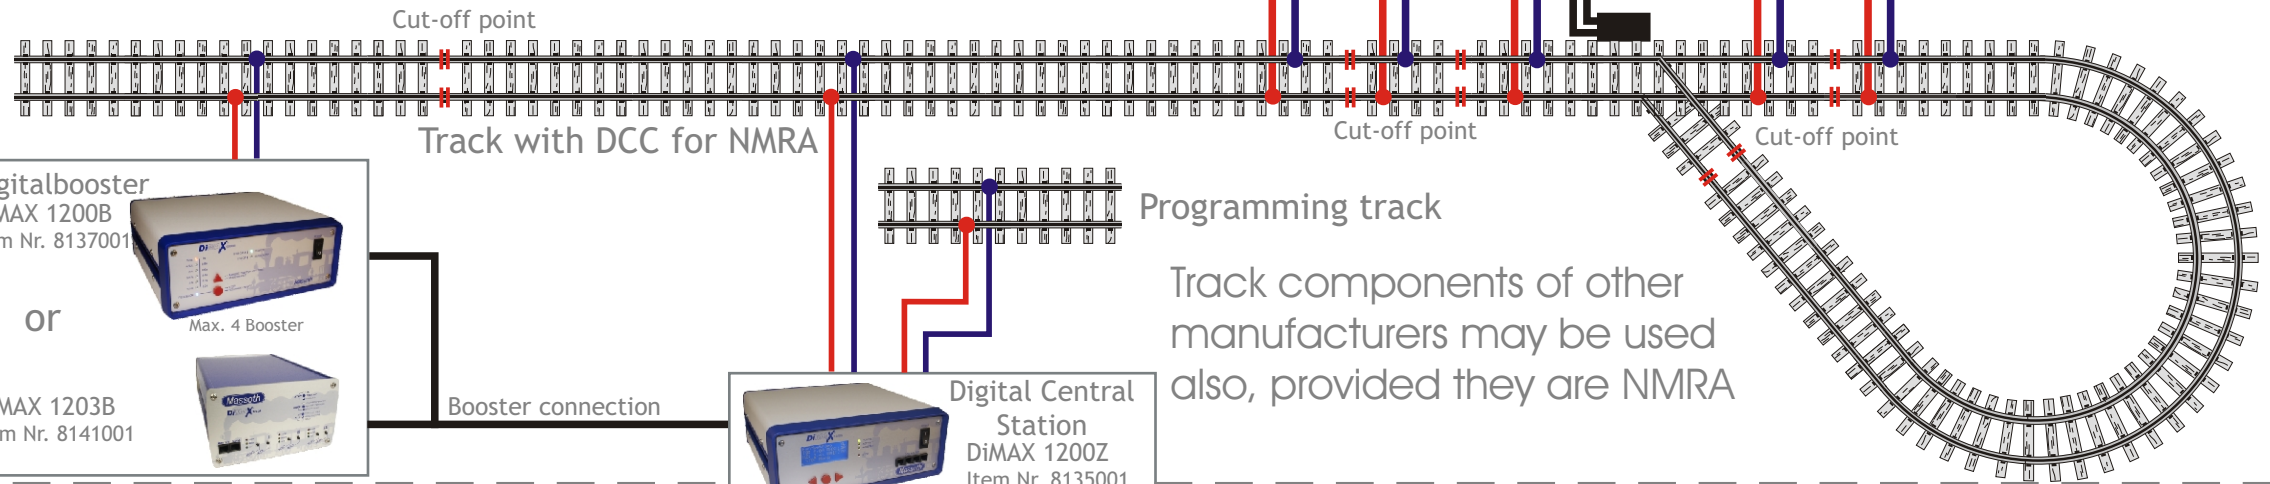 Cut-off point
Track with DCC for NMRA
Cut-off point
Cut-off point
gitalbooster
MAX 1200B
m Nr. 8137001
Max. 4 Booster
or
MAX 1203B
m Nr. 8141001
Massoth
Booster connection
Programming track
Track components of other
manufacturers may be used
also, provided they are NMRA
Digital Central
Station
DiMAX 1200Z
Item Nr. 8135001